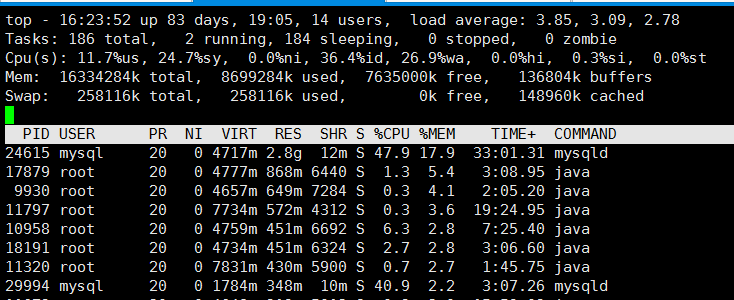 top - 16:23:52 up 83 days, 19:05, 14 users,  load average: 3.85, 3.09, 2.78
Tasks: 186 total,   2 running, 184 sleeping,   0 stopped,   0 zombie
Cpu(s): 11.7%us, 24.7%sy,  0.0%ni, 36.4%id, 26.9%wa,  0.0%hi,  0.3%si,  0.0%st
Mem:  16334284k total,  8699284k used,  7635000k free,   136804k buffers
Swap:   258116k total,   258116k used,        0k free,   148960k cached
PID USER      PR  NI  VIRT  RES  SHR S %CPU %MEM    TIME+  COMMAND
24615 mysql     20   0 4717m 2.8g  12m S 47.9 17.9  33:01.31 mysqld
17879 root      20   0 4777m 868m 6440 S  1.3  5.4   3:08.95 java
9930 root      20   0 4657m 649m 7284 S  0.3  4.1   2:05.20 java
11797 root      20   0 7734m 572m 4312 S  0.3  3.6  19:24.95 java
10958 root      20   0 4759m 451m 6692 S  6.3  2.8   7:25.40 java
18191 root      20   0 4734m 451m 6324 S  2.7  2.8   3:06.60 java
11320 root      20   0 7831m 430m 5900 S  0.7  2.7   1:45.75 java
29994 mysql     20   0 1784m 348m  10m S 40.9  2.2   3:07.26 mysqld